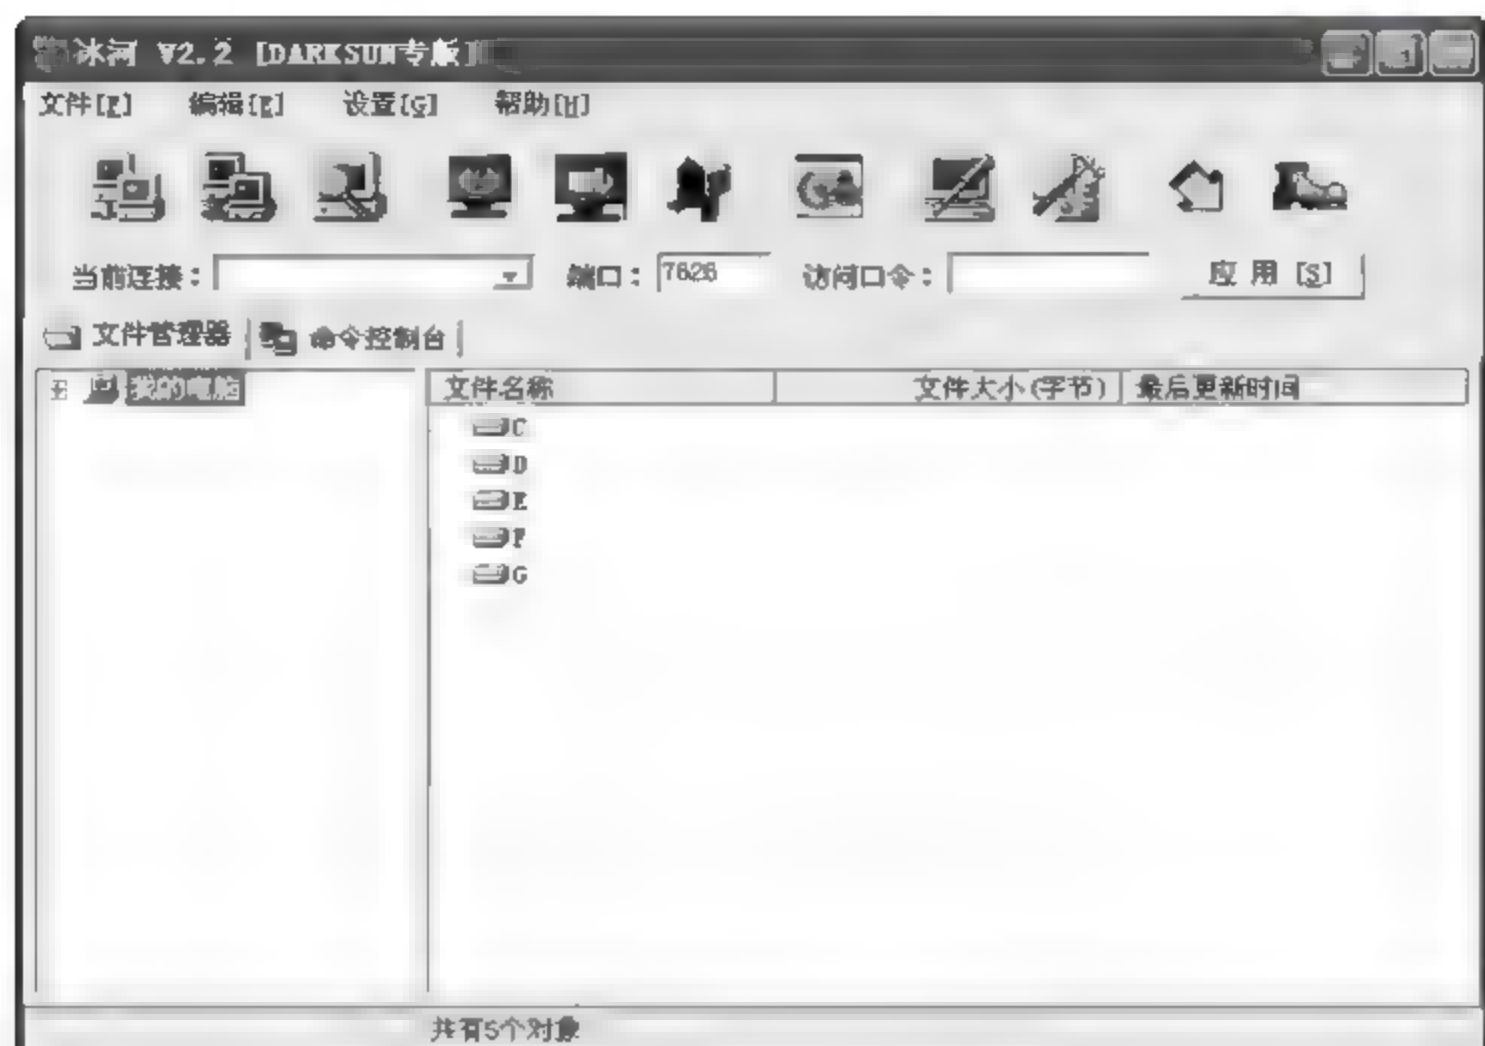 冰河 V2.2 [DARKSUN专版]
文件[F] 编辑[E] 设置[G] 帮助[H]
当前连接： 端口： 7626 访问口令： 应 用 [S]
文件管理器 命令控制台
我的电脑 文件名称 文件大小(字节) 最后更新时间
C
D
E
F
G
共有5个对象